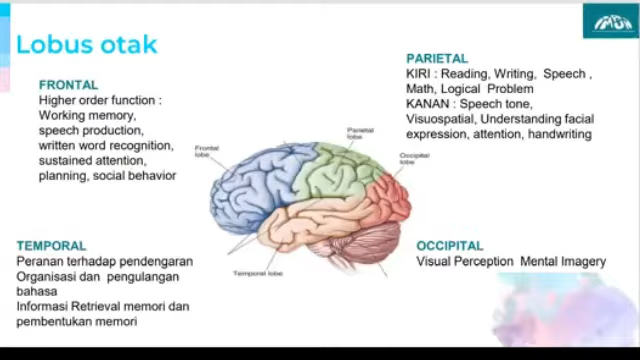 Lobus otak
FRONTAL
Higher order function :
Working memory,
speech production,
written word recognition,
sustained attention,
planning, social behavior
PARIETAL
KIRI : Reading, Writing, Speech ,
Math, Logical Problem
KANAN : Speech tone,
Visuospatial, Understanding facial
expression, attention, handwriting
Frontal
lobe
Parietal
lobe
Occipital
lobe
Temporal lobe
TEMPORAL
Peranan terhadap pendengaran
Organisasi dan pengulangan
bahasa
Informasi Retrieval memori dan
pembentukan memori
OCCIPITAL
Visual Perception Mental Imagery